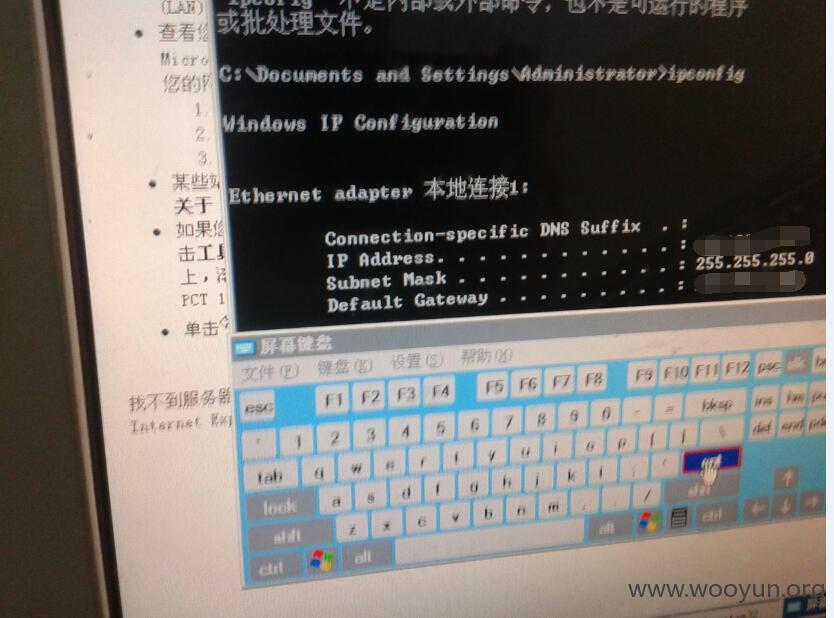 (LAN)
查看您
Micro
您的网
1.
2.
3.
某些站
关于
如果您
击工具
上，滚
PCT 1
单击
找不到服务器
Internet Exp
ipconfig' 不是内部或外部命令，也不是可运行的程序
或批处理文件。
C:\Documents and Settings\Administrator>ipconfig
Windows IP Configuration
Ethernet adapter 本地连接1:
Connection-specific DNS Suffix . :
IP Address. . . . . . . . . . . . :
Subnet Mask . . . . . . . . . . . : 255.255.255.0
Default Gateway . . . . . . . . . :
屏幕键盘
文件(F) 键盘(K) 设置(S) 帮助(H)
esc F1 F2 F3 F4 F5 F6 F7 F8 F9 F10 F11 F12 psc slk
` 1 2 3 4 5 6 7 8 9 0 - = bksp ins hm
tab q w e r t y u i o p [ ] \ del end
lock a s d f g h j k l ; '
shft z x c v b n m , . / shft
ctrl alt alt ctrl
www.wooyun.org